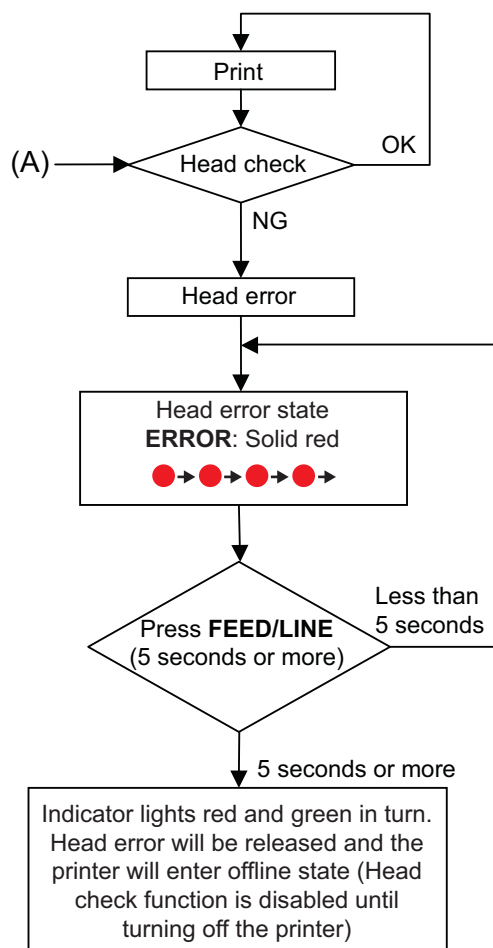 Print
(A)
Head check
OK
NG
Head error
Head error state
ERROR: Solid red
Less than
5 seconds
Press FEED/LINE
(5 seconds or more)
5 seconds or more
Indicator lights red and green in turn.
Head error will be released and the
printer will enter offline state (Head
check function is disabled until
turning off the printer)